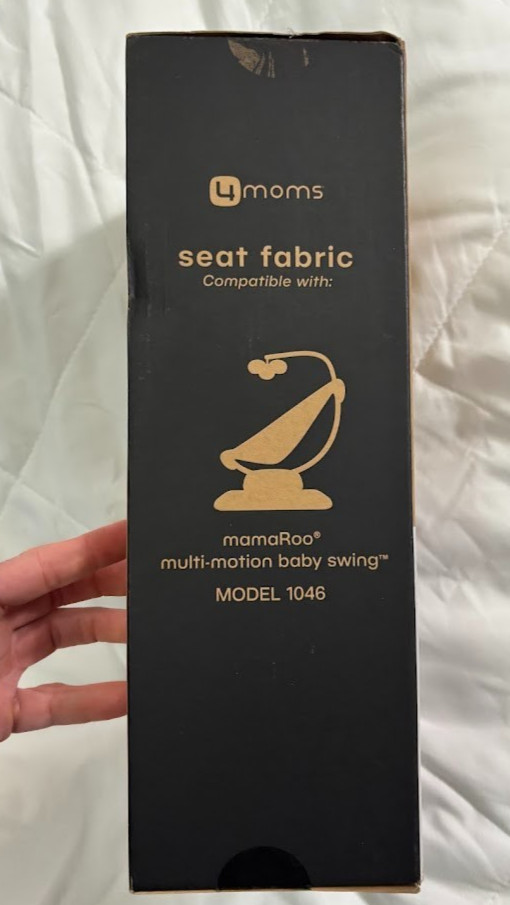 4moms
seat fabric
Compatible with:
mamaRoo®
multi-motion baby swing™
MODEL 1046